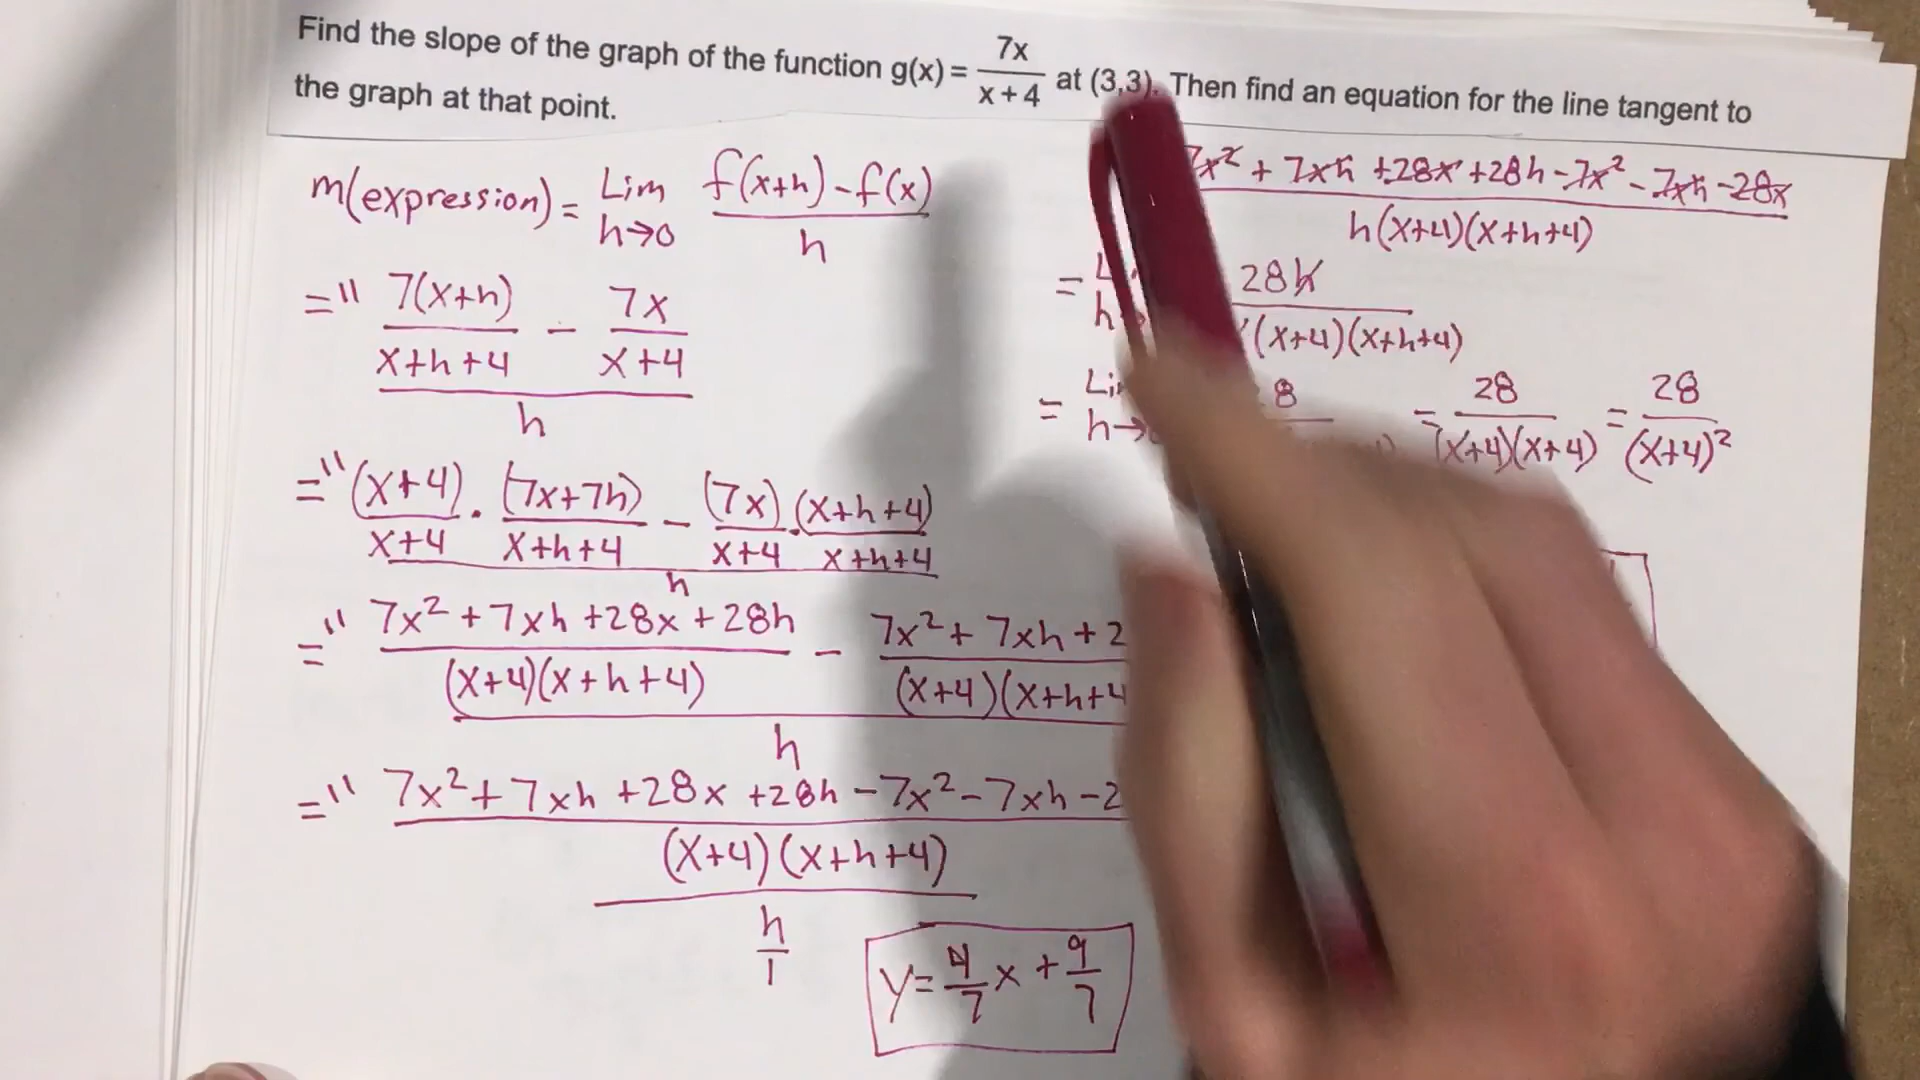 Find the slope of the graph of the function g(x) = 7x / x + 4 at (3,3). Then find an equation for the line tangent to
the graph at that point.
m(expression) = Lim h→0 f(x+h) - f(x) / h
=" 7(x+h) / x+h+4 - 7x / x+4 / h
=" (x+4) / x+4 · (7x+7h) / x+h+4 - (7x) / x+4 · (x+h+4) / x+h+4 / h
=" 7x² + 7xh + 28x + 28h / (x+4)(x+h+4) - 7x² + 7xh + 2 / (x+4)(x+h+4 / h
=" 7x² + 7xh + 28x + 28h - 7x² - 7xh - 2 / (x+4)(x+h+4) / h / 1
y = 4/7 x + 9/7
7x² + 7xh + 28x + 28h - 7x² - 7xh - 28x / h(x+4)(x+h+4)
= 28h / (x+4)(x+h+4)
= Lim h→ 8 = 28 / (x+4)(x+4) = 28 / (x+4)²